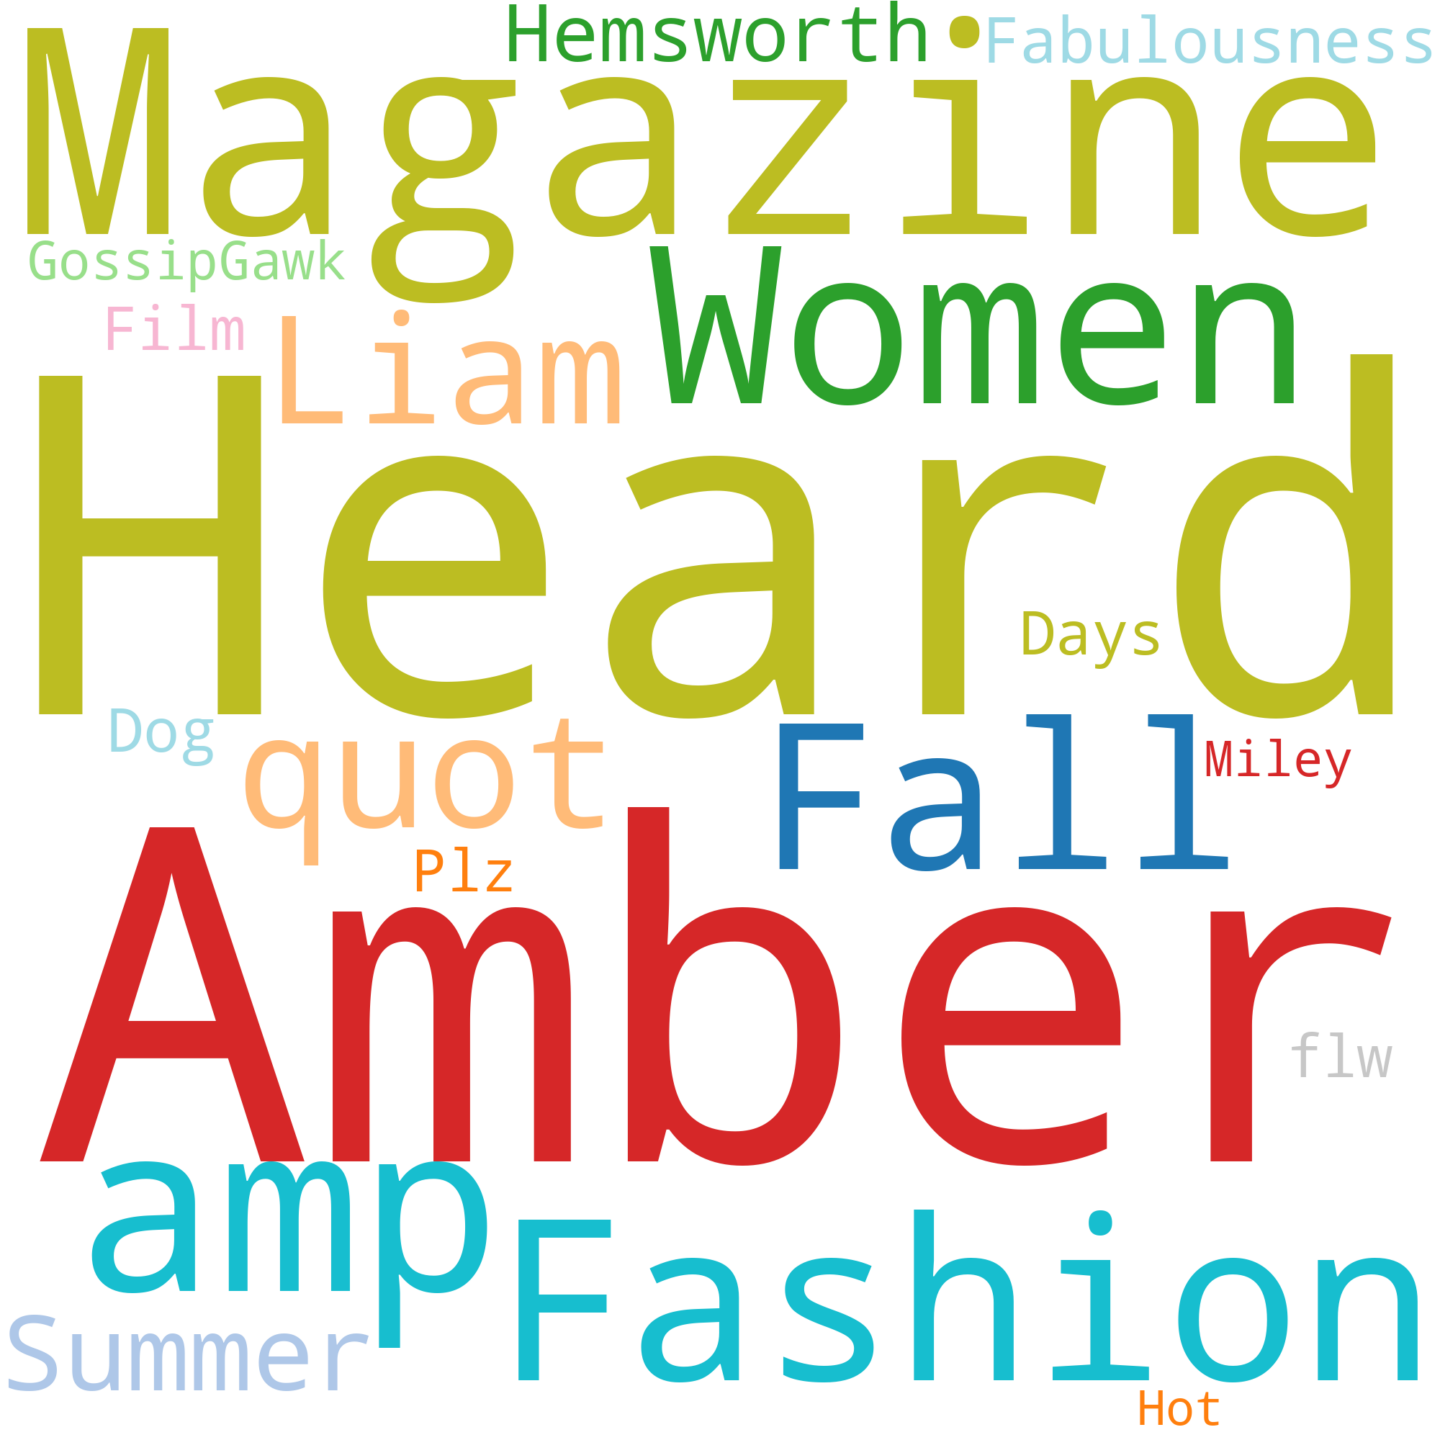 Hemsworth Fabulousness
Magazine
GossipGawk
Women
Film
Liam
Heard
Days
Dog
quot
Fall
Miley
Plz
Amber
flw
amp
Fashion
Summer
Hot